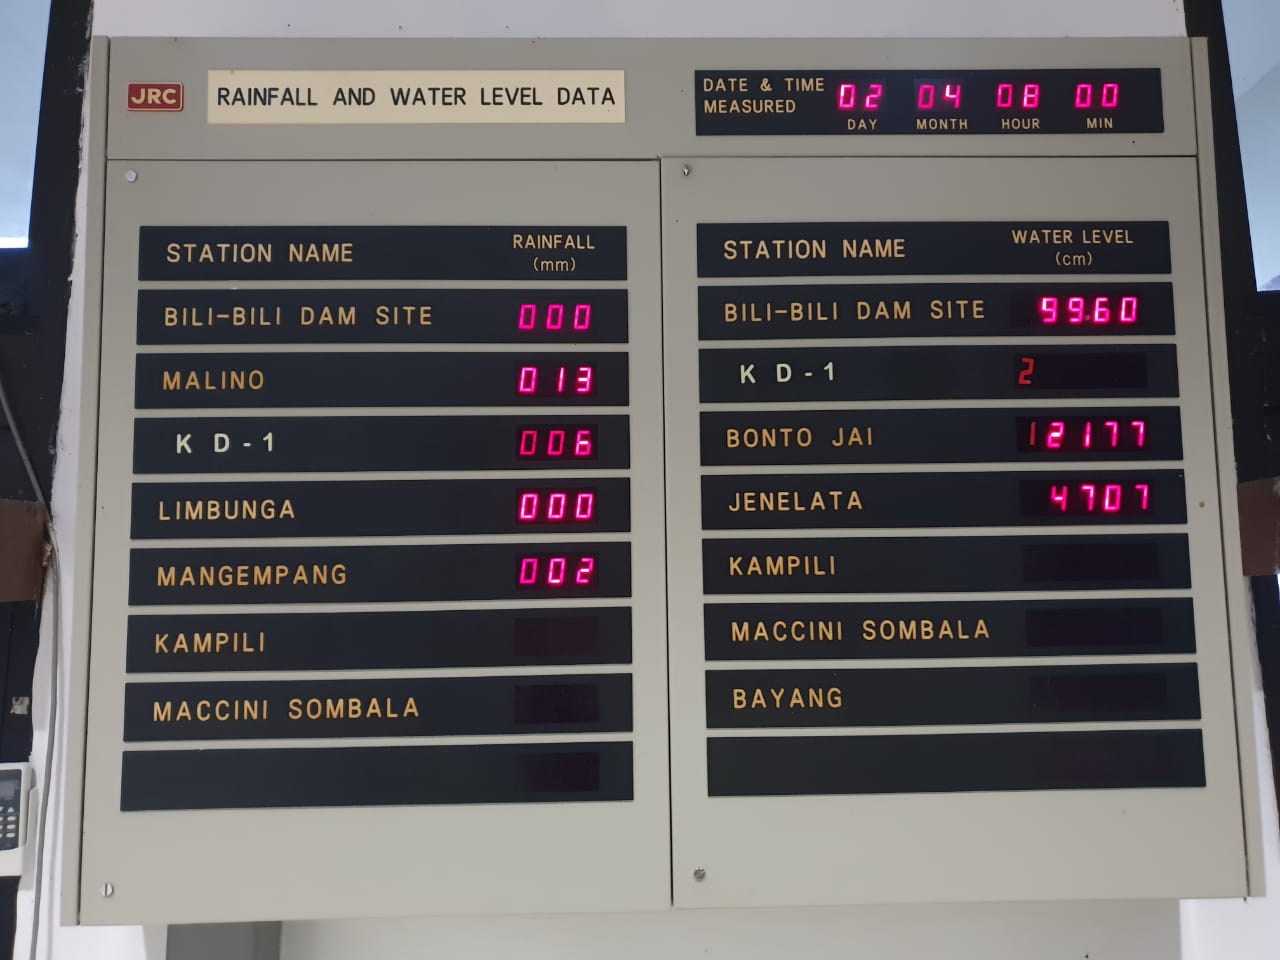 JRC
RAINFALL AND WATER LEVEL DATA
DATE & TIME MEASURED
02 04 08 00
DAY MONTH HOUR MIN
STATION NAME RAINFALL (mm)
BILI-BILI DAM SITE 000
MALINO 013
KD-1 006
LIMBUNGA 000
MANGEMPANG 002
KAMPILI
MACCINI SOMBALA
STATION NAME WATER LEVEL (cm)
BILI-BILI DAM SITE 99.60
KD-1 2
BONTO JAI 12177
JENELATA 4707
KAMPILI
MACCINI SOMBALA
BAYANG